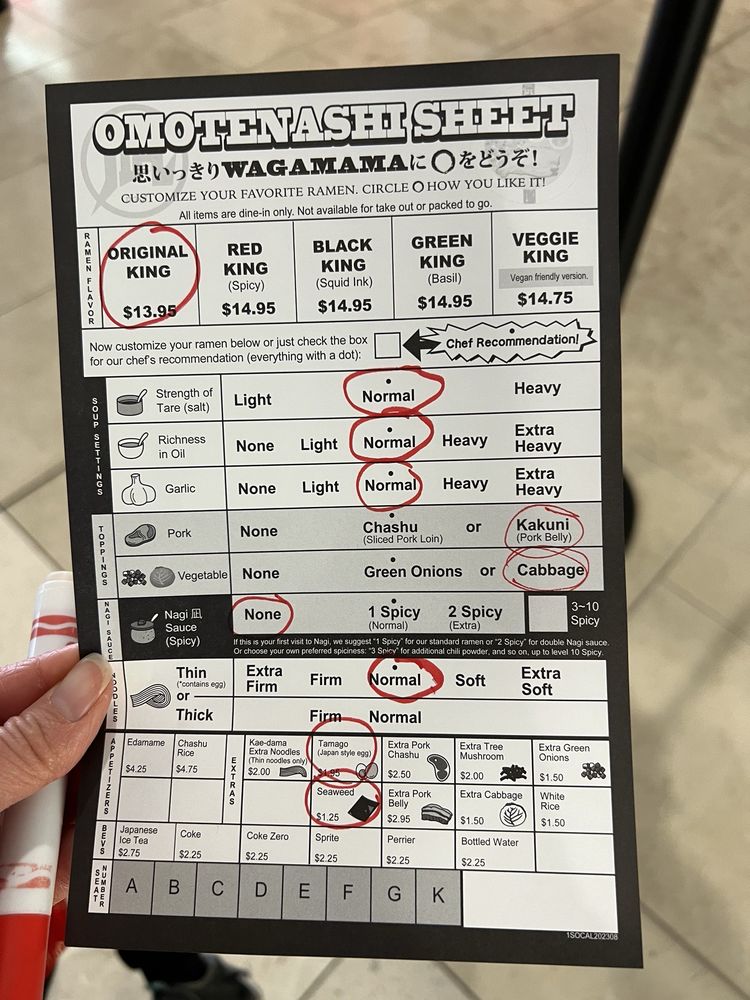 OMOTENASHI SHEET
思いっきりWAGAMAMAに○をどうぞ!
CUSTOMIZE YOUR FAVORITE RAMEN. CIRCLE ○ HOW YOU LIKE IT!
All items are dine-in only. Not available for take out or packed to go.
RAMEN FLAVOR
ORIGINAL KING
$13.95
RED KING
(Spicy)
$14.95
BLACK KING
(Squid Ink)
$14.95
GREEN KING
(Basil)
$14.95
VEGGIE KING
Vegan friendly version.
$14.75
Now customize your ramen below or just check the box
for our chef's recommendation (everything with a dot):
Chef Recommendation!
SOUP SETTINGS
Strength of Tare (salt)
Light Normal Heavy
Richness in Oil
None Light Normal Heavy Extra Heavy
Garlic
None Light Normal Heavy Extra Heavy
TOPPINGS
Pork
None Chashu (Sliced Pork Loin) or Kakuni (Pork Belly)
Vegetable
None Green Onions or Cabbage
NAGI SAUCE
Nagi 凪 Sauce (Spicy)
None 1 Spicy (Normal) 2 Spicy (Extra) 3~10 Spicy
If this is your first visit to Nagi, we suggest "1 Spicy" for our standard ramen or "2 Spicy" for double Nagi sauce.
Or choose your own preferred spiciness: "3 Spicy" for additional chili powder, and so on, up to level 10 Spicy.
NOODLES
Thin (*contains egg) or
Extra Firm Firm Normal Soft Extra Soft
Thick
Firm Normal
APPETIZERS
Edamame
$4.25
Chashu Rice
$4.75
EXTRAS
Kae-dama Extra Noodles (Thin noodles only)
$2.00
Tamago (Japan style egg)
$1.95
Extra Pork Chashu
$2.50
Extra Tree Mushroom
$2.00
Extra Green Onions
$1.50
Seaweed
$1.25
Extra Pork Belly
$2.95
Extra Cabbage
$1.50
White Rice
$1.50
BEVS
Japanese Ice Tea
$2.75
Coke
$2.25
Coke Zero
$2.25
Sprite
$2.25
Perrier
$2.25
Bottled Water
$2.25
SEAT NUMBER
A B C D E F G K
1SOCAL202308